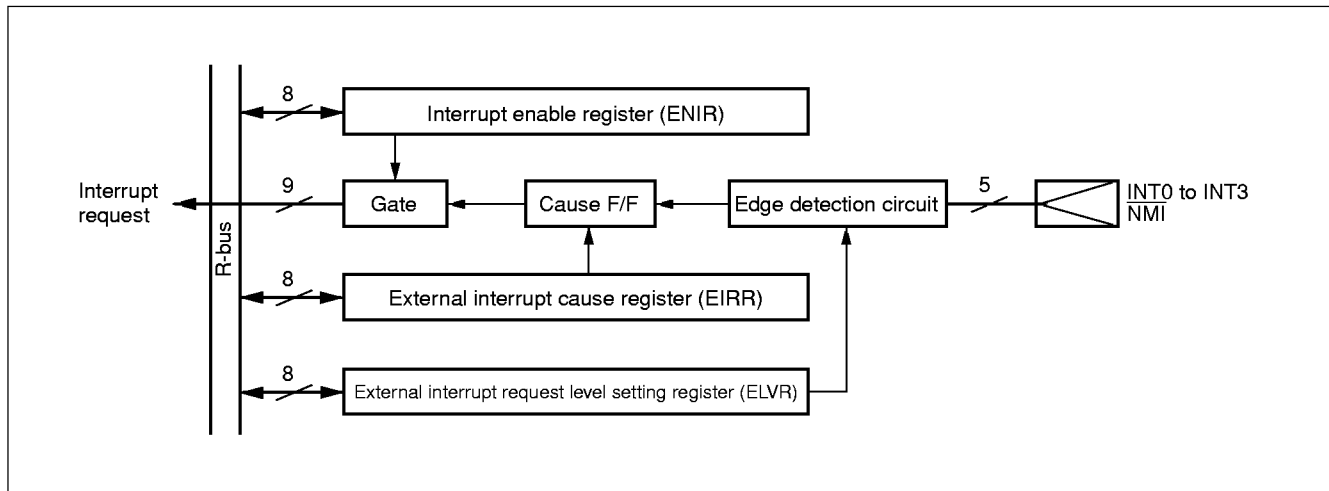 8
Interrupt enable register (ENIR)
Interrupt
request
9
Gate
Cause F/F
Edge detection circuit
5
INT0 to INT3
NMI
R-bus
8
External interrupt cause register (EIRR)
8
External interrupt request level setting register (ELVR)